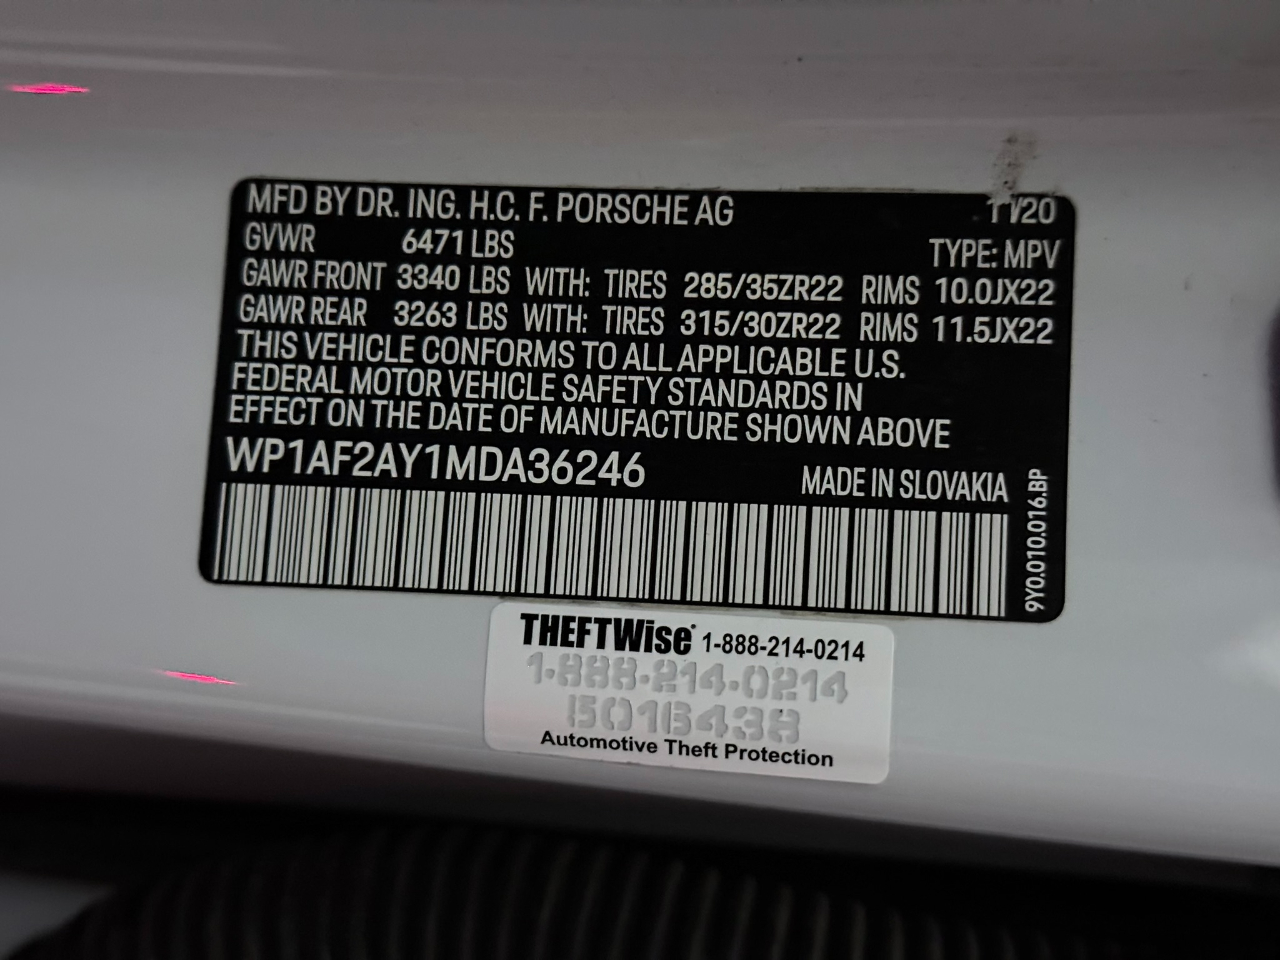 MFD BY DR. ING. H.C. F. PORSCHE AG 11/20
GVWR 6471 LBS TYPE: MPV
GAWR FRONT 3340 LBS WITH: TIRES 285/35ZR22 RIMS 10.0JX22
GAWR REAR 3263 LBS WITH: TIRES 315/30ZR22 RIMS 11.5JX22
THIS VEHICLE CONFORMS TO ALL APPLICABLE U.S.
FEDERAL MOTOR VEHICLE SAFETY STANDARDS IN
EFFECT ON THE DATE OF MANUFACTURE SHOWN ABOVE
WP1AF2AY1MDA36246 MADE IN SLOVAKIA
9Y0.010.016.BP
THEFTWise® 1-888-214-0214
1-888-214-0214
15016438
Automotive Theft Protection